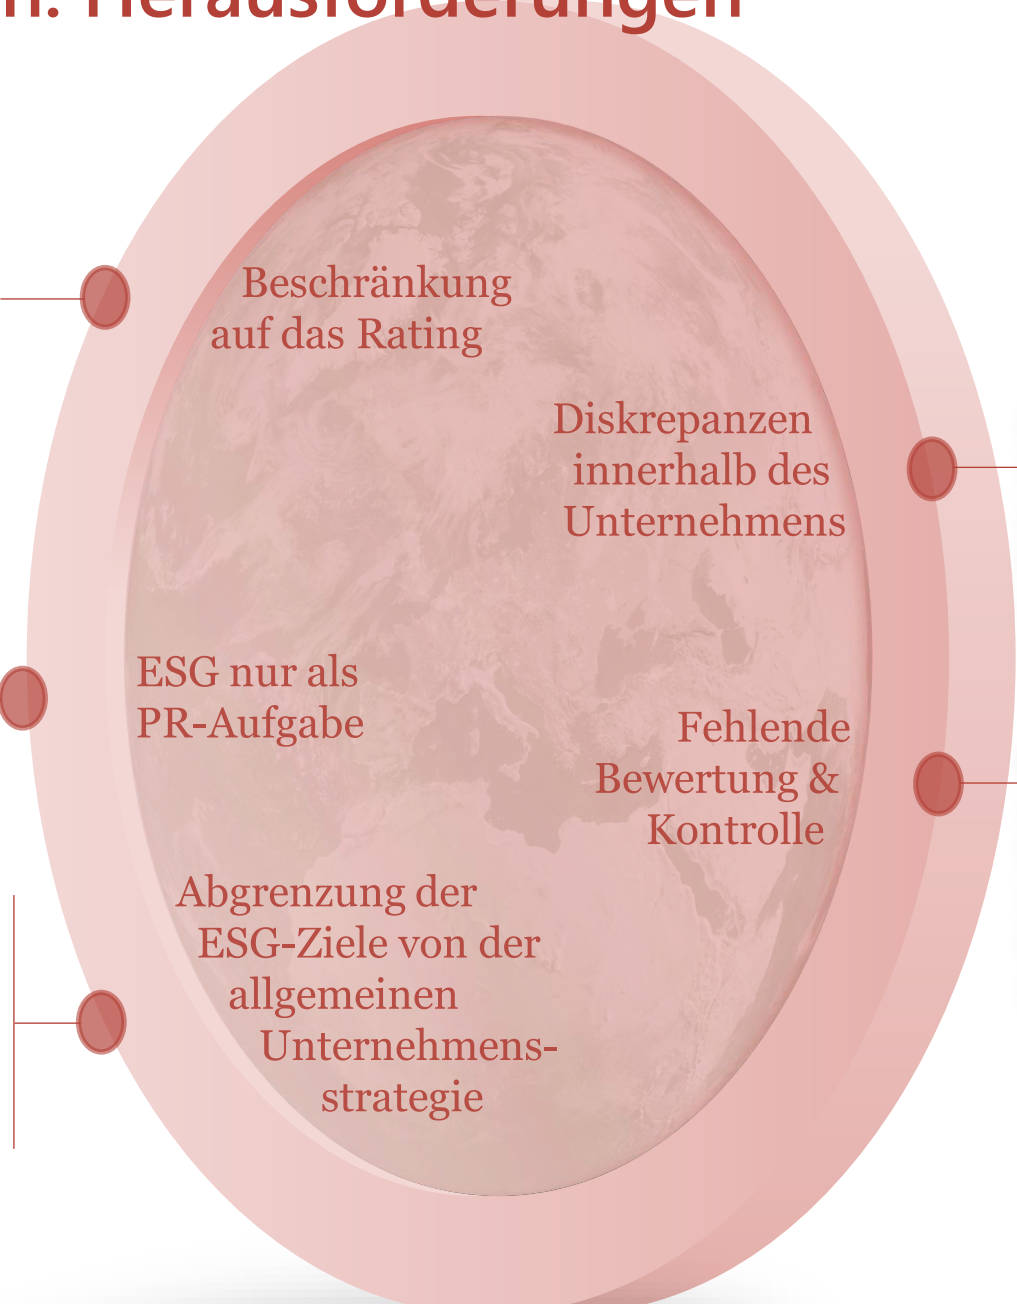 n: Herausforderungen
Beschränkung
auf das Rating
Diskrepanzen
innerhalb des
Unternehmens
ESG nur als
PR-Aufgabe
Fehlende
Bewertung &
Kontrolle
Abgrenzung der
ESG-Ziele von der
allgemeinen
Unternehmens-
strategie